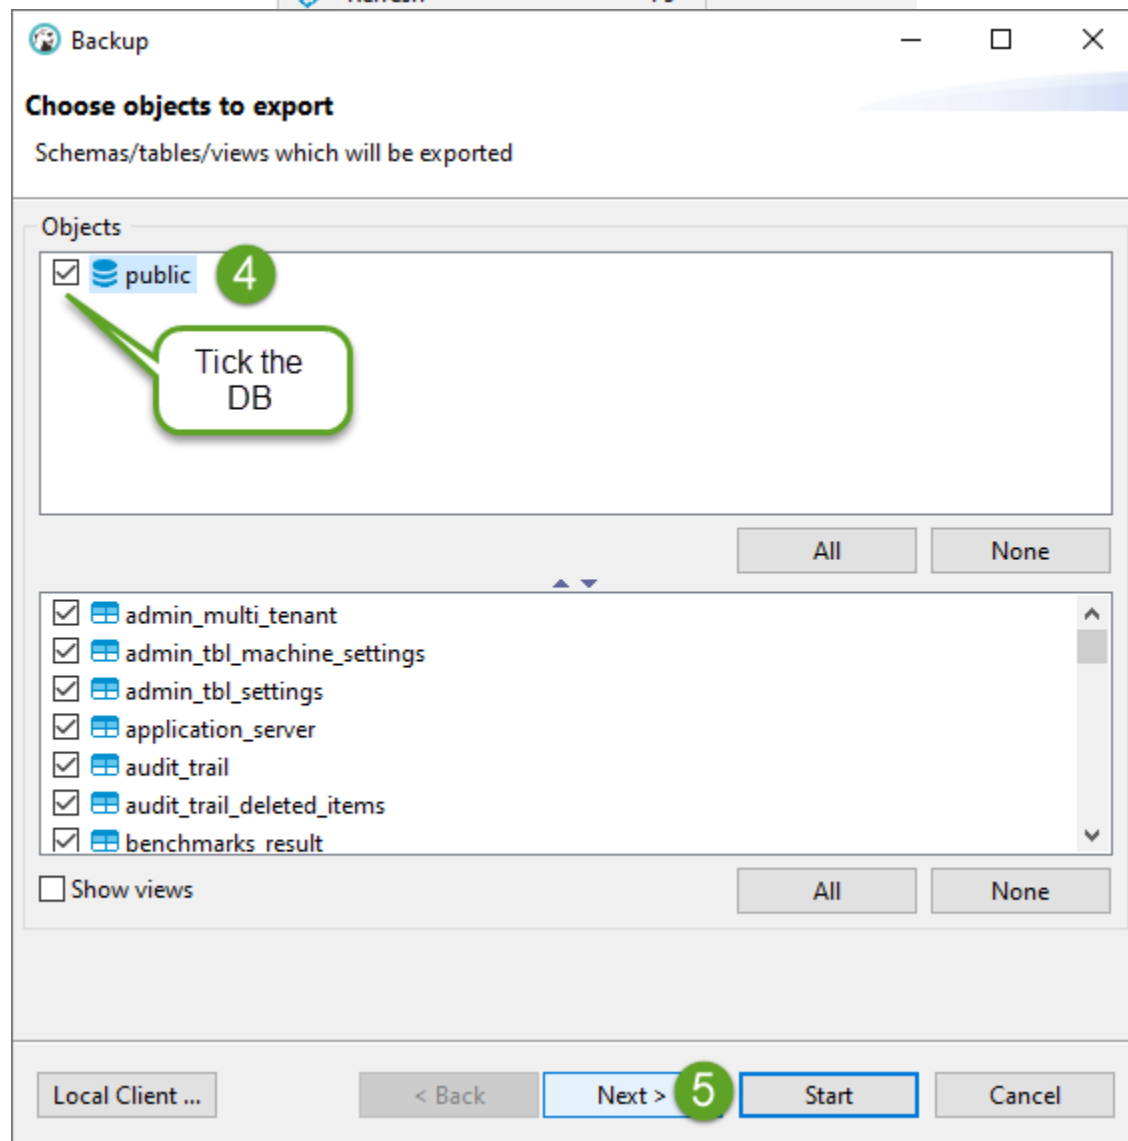 Backup
Choose objects to export
Schemas/tables/views which will be exported
Objects
public 4
Tick the
DB
All None
admin_multi_tenant
admin_tbl_machine_settings
admin_tbl_settings
application_server
audit_trail
audit_trail_deleted_items
benchmarks_result
Show views All None
Local Client ... < Back Next > 5 Start Cancel